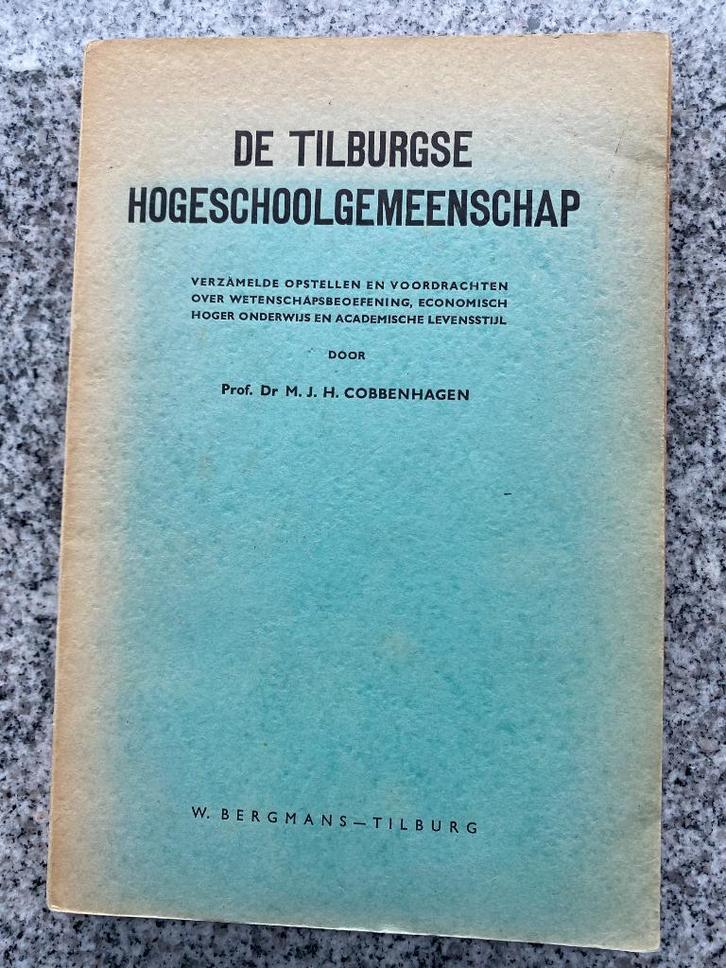 DE TILBURGSE
HOGESCHOOLGEMEENSCHAP
VERZAMELDE OPSTELLEN EN VOORDRACHTEN
OVER WETENSCHAPSBEOEFENING, ECONOMISCH
HOGER ONDERWIJS EN ACADEMISCHE LEVENSSTIJL
DOOR
Prof. Dr M. J. H. COBBENHAGEN
W. BERGMANS—TILBURG